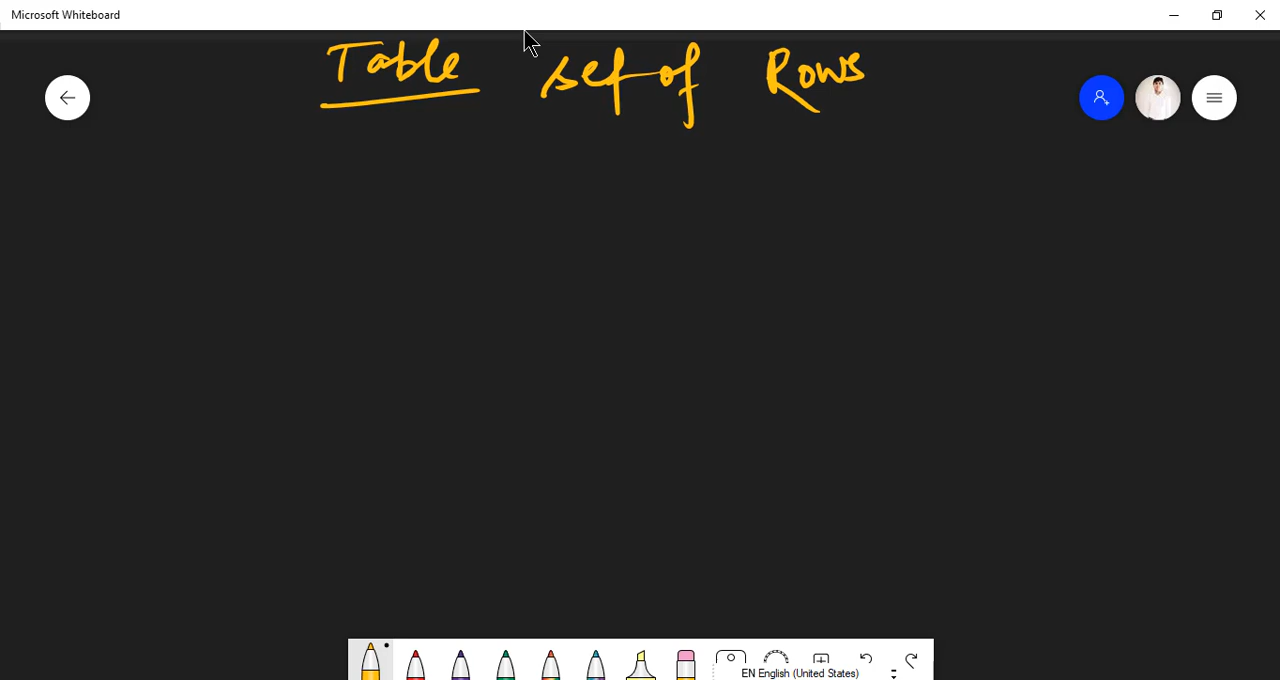 Microsoft Whiteboard
Table set of Rows
EN English (United States)